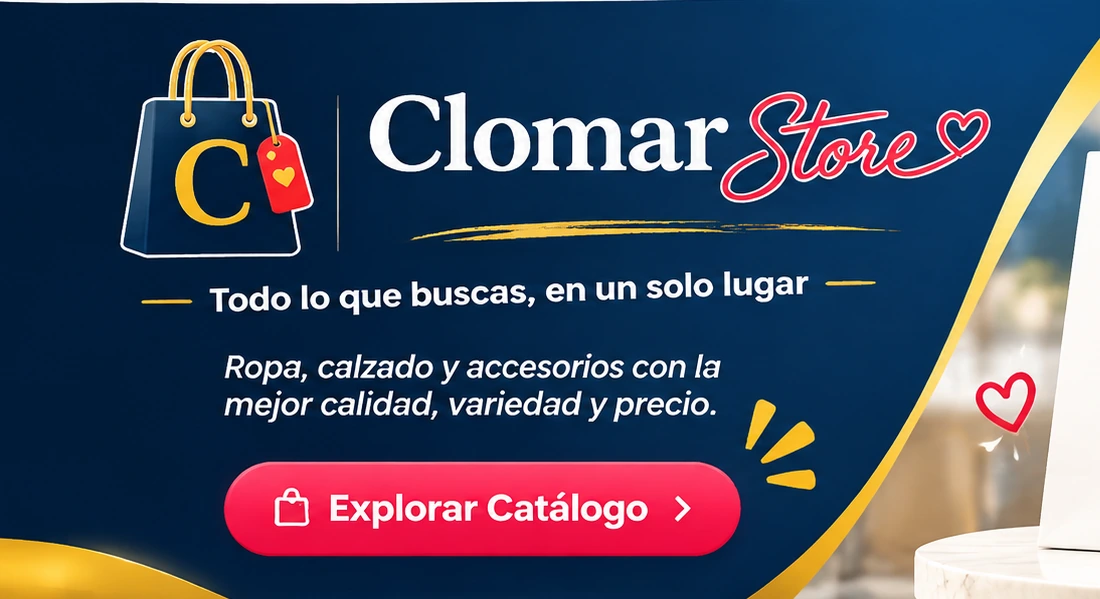 C
Clomar Store
Todo lo que buscas, en un solo lugar
Ropa, calzado y accesorios con la
mejor calidad, variedad y precio.
Explorar Catálogo